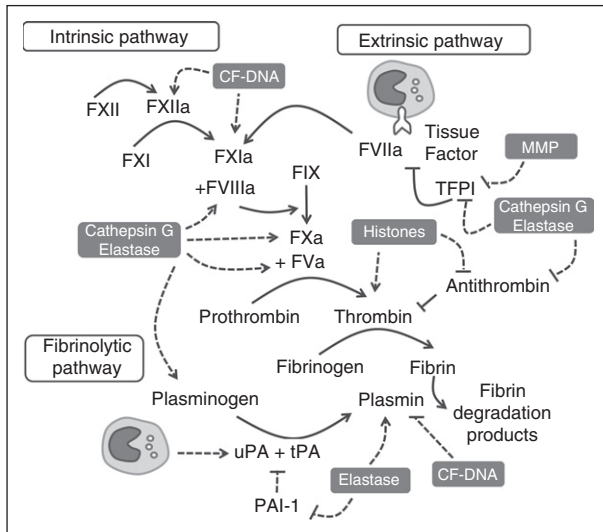 Intrinsic pathway
Extrinsic pathway
CF-DNA
FXII
FXIIa
FXI
FXIa
FVIIa
Tissue
Factor
MMP
+FVIIIa
FIX
TFPI
Cathepsin G
Elastase
Cathepsin G
Elastase
Histones
FXa
+ FVa
Antithrombin
Prothrombin
Thrombin
Fibrinolytic
pathway
Fibrinogen
Fibrin
Plasminogen
Plasmin
Fibrin
degradation
products
uPA + tPA
Elastase
CF-DNA
PAI-1